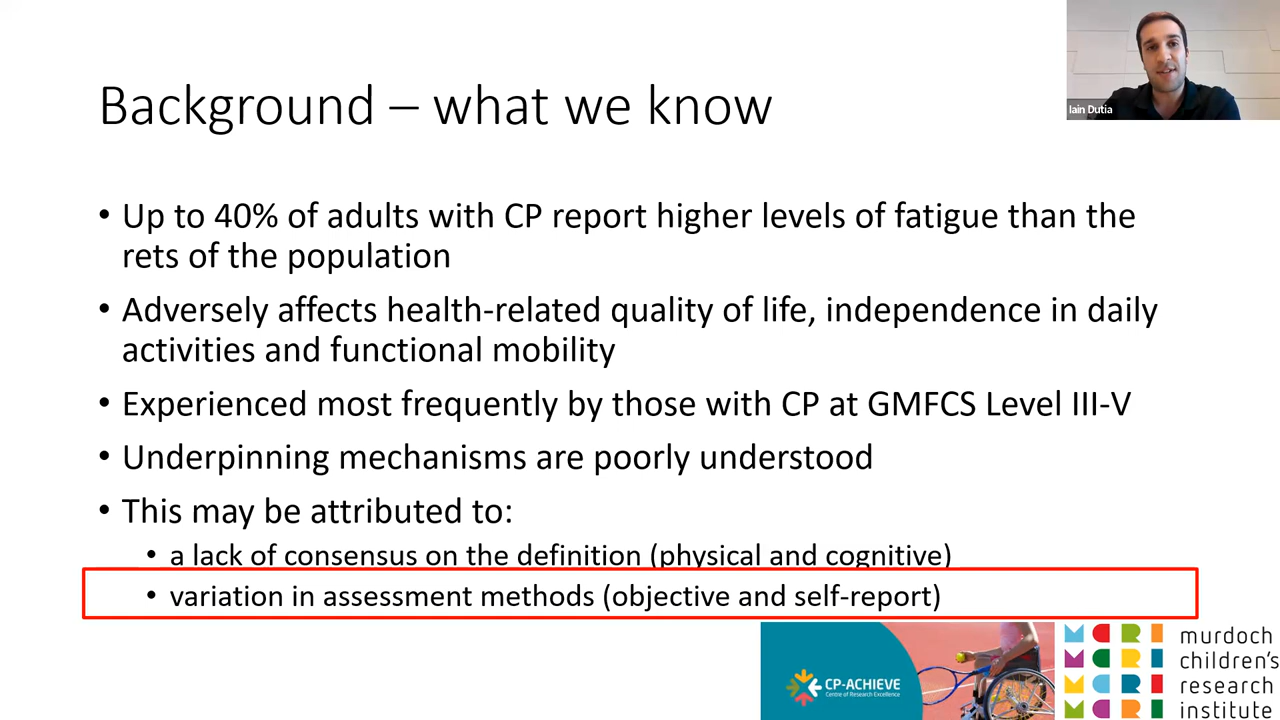 Iain Dutia
Background – what we know
• Up to 40% of adults with CP report higher levels of fatigue than the
rets of the population
• Adversely affects health-related quality of life, independence in daily
activities and functional mobility
• Experienced most frequently by those with CP at GMFCS Level III-V
• Underpinning mechanisms are poorly understood
• This may be attributed to:
• a lack of consensus on the definition (physical and cognitive)
• variation in assessment methods (objective and self-report)
CP-ACHIEVE
Centre of Research Excellence
MCRI
MCRI
MCRI
MCRI
murdoch
children's
research
institute